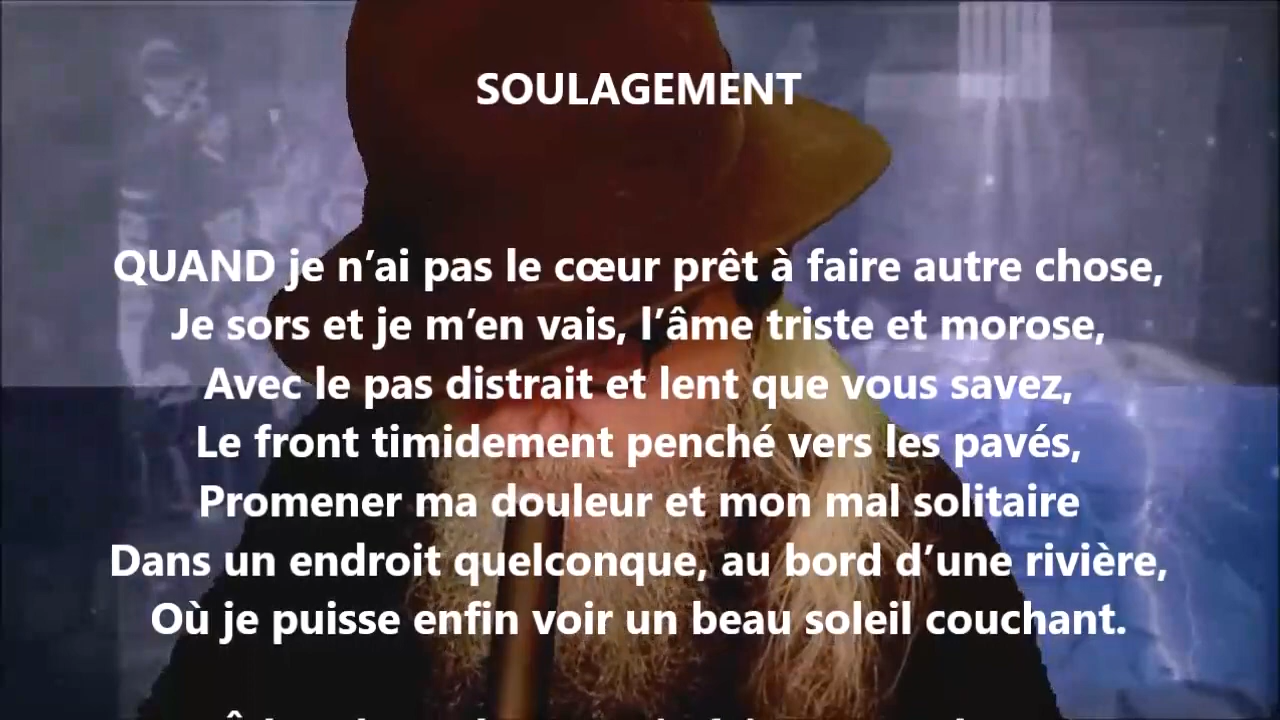 SOULAGEMENT
QUAND je n’ai pas le cœur prêt à faire autre chose,
Je sors et je m’en vais, l’âme triste et morose,
Avec le pas distrait et lent que vous savez,
Le front timidement penché vers les pavés,
Promener ma douleur et mon mal solitaire
Dans un endroit quelconque, au bord d’une rivière,
Où je puisse enfin voir un beau soleil couchant.